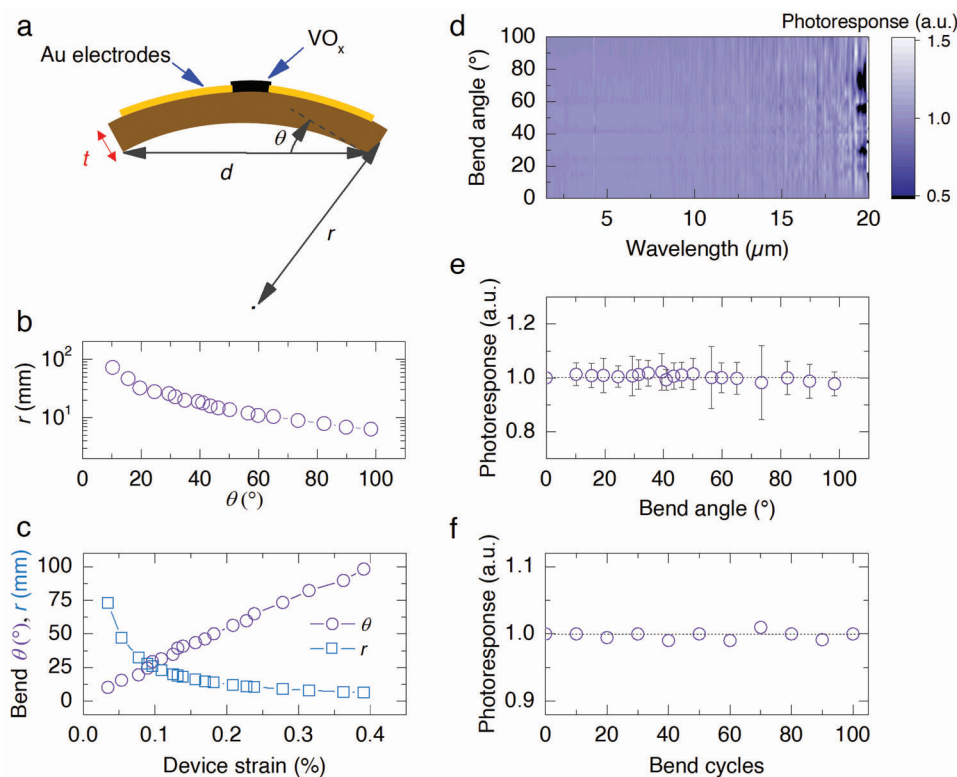 a
Au electrodes
VOx
θ
t
d
r
b
r (mm)
10²
10¹
0 20 40 60 80 100
θ (°)
c
Bend θ (°), r (mm)
100
75
50
25
0
θ
r
0.0 0.1 0.2 0.3 0.4
Device strain (%)
d
Photoresponse (a.u.)
Bend angle (°)
100
80
60
40
20
0
5 10 15 20
Wavelength (µm)
1.5
1.0
0.5
e
Photoresponse (a.u.)
1.2
1.0
0.8
0 20 40 60 80 100
Bend angle (°)
f
Photoresponse (a.u.)
1.1
1.0
0.9
0 20 40 60 80 100
Bend cycles